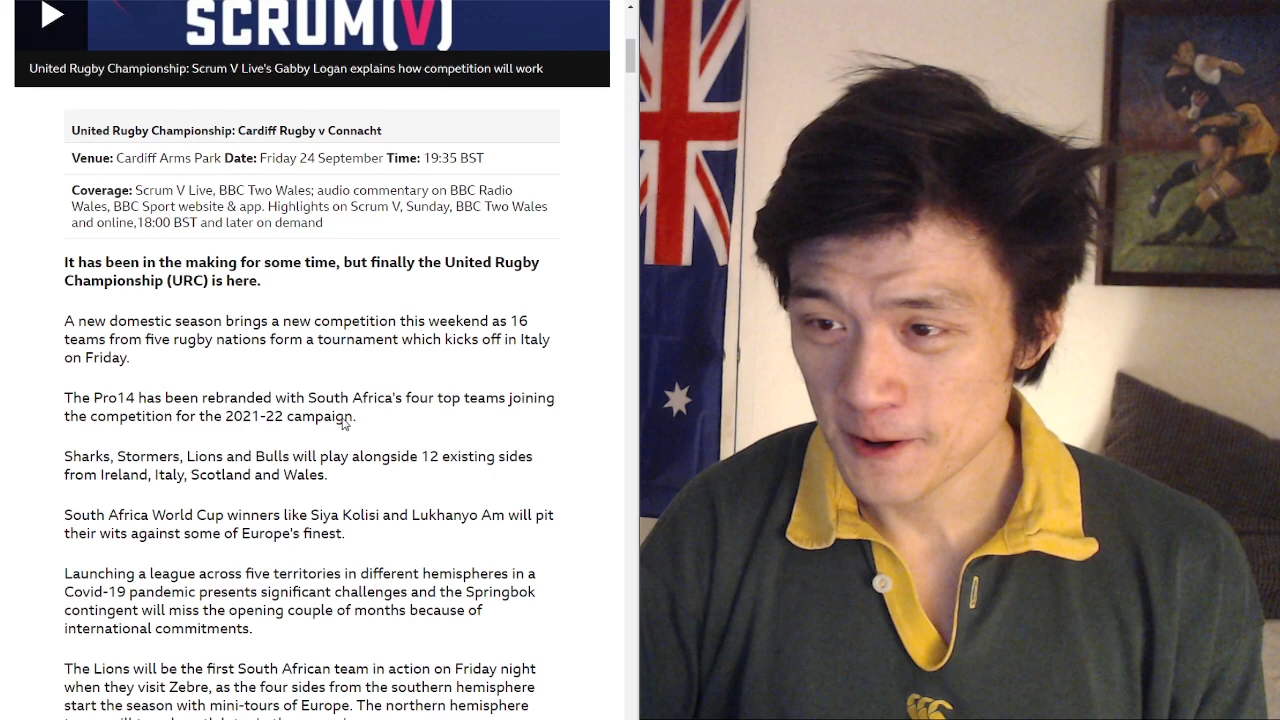 SCRUM(V)
United Rugby Championship: Scrum V Live's Gabby Logan explains how competition will work
United Rugby Championship: Cardiff Rugby v Connacht
Venue: Cardiff Arms Park Date: Friday 24 September Time: 19:35 BST
Coverage: Scrum V Live, BBC Two Wales; audio commentary on BBC Radio
Wales, BBC Sport website & app. Highlights on Scrum V, Sunday, BBC Two Wales
and online,18:00 BST and later on demand
It has been in the making for some time, but finally the United Rugby
Championship (URC) is here.
A new domestic season brings a new competition this weekend as 16
teams from five rugby nations form a tournament which kicks off in Italy
on Friday.
The Pro14 has been rebranded with South Africa's four top teams joining
the competition for the 2021-22 campaign.
Sharks, Stormers, Lions and Bulls will play alongside 12 existing sides
from Ireland, Italy, Scotland and Wales.
South Africa World Cup winners like Siya Kolisi and Lukhanyo Am will pit
their wits against some of Europe's finest.
Launching a league across five territories in different hemispheres in a
Covid-19 pandemic presents significant challenges and the Springbok
contingent will miss the opening couple of months because of
international commitments.
The Lions will be the first South African team in action on Friday night
when they visit Zebre, as the four sides from the southern hemisphere
start the season with mini-tours of Europe. The northern hemisphere